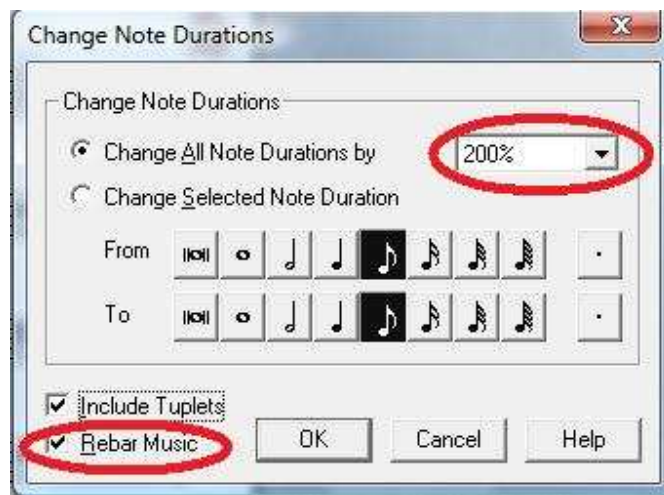 Change Note Durations
Change Note Durations
Change All Note Durations by 200%
Change Selected Note Duration
From
To
Include Tuplets
Rebar Music OK Cancel Help